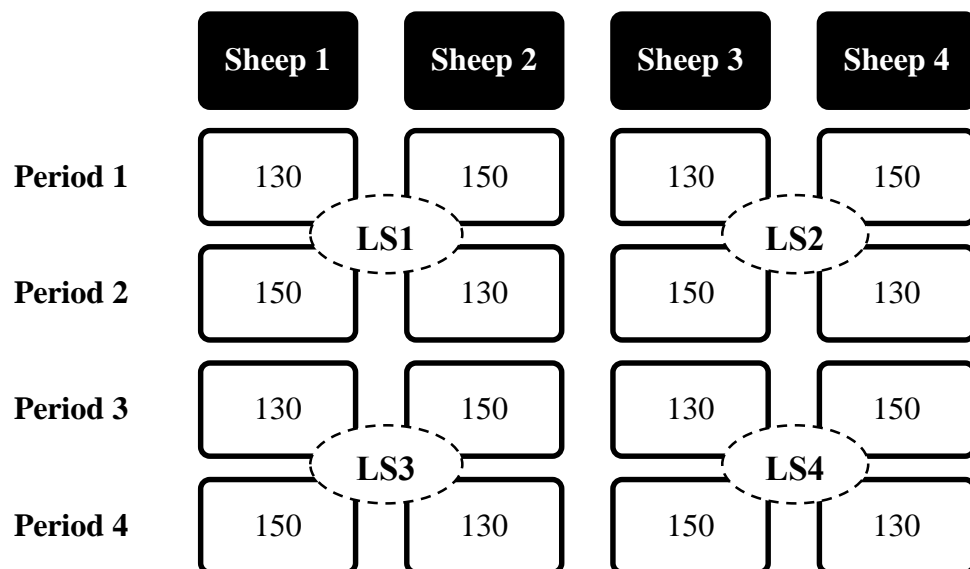 Sheep 1 Sheep 2 Sheep 3 Sheep 4
Period 1 130 150 130 150
LS1 LS2
Period 2 150 130 150 130
Period 3 130 150 130 150
LS3 LS4
Period 4 150 130 150 130